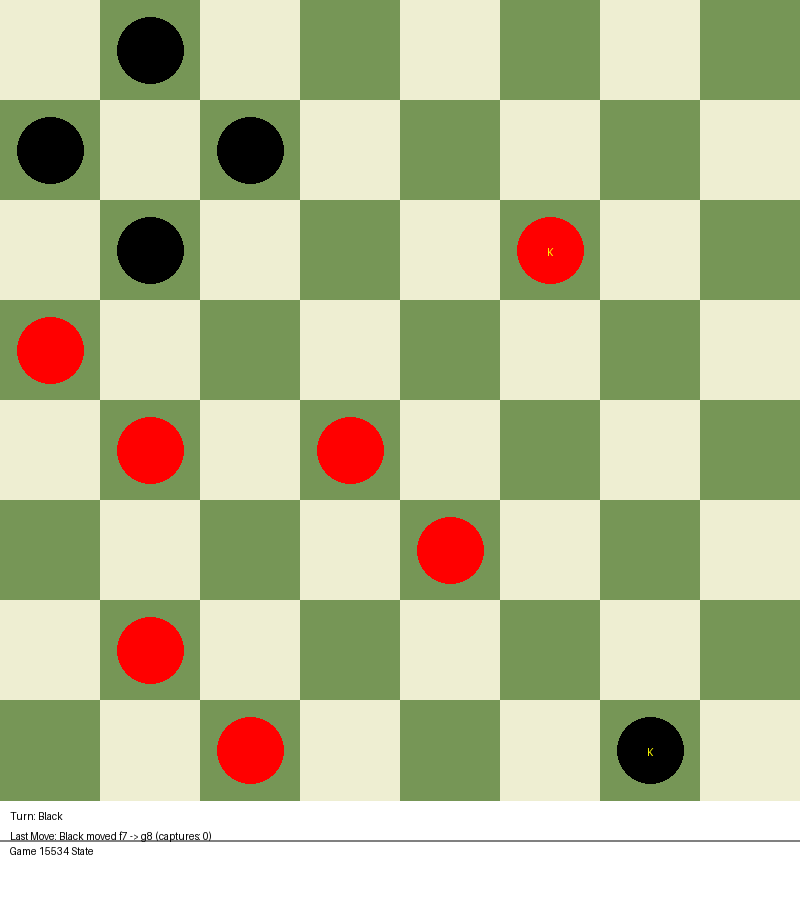 K
K
Turn: Black
Last Move: Black moved f7 -> g8 (captures: 0)
Game 15534 State